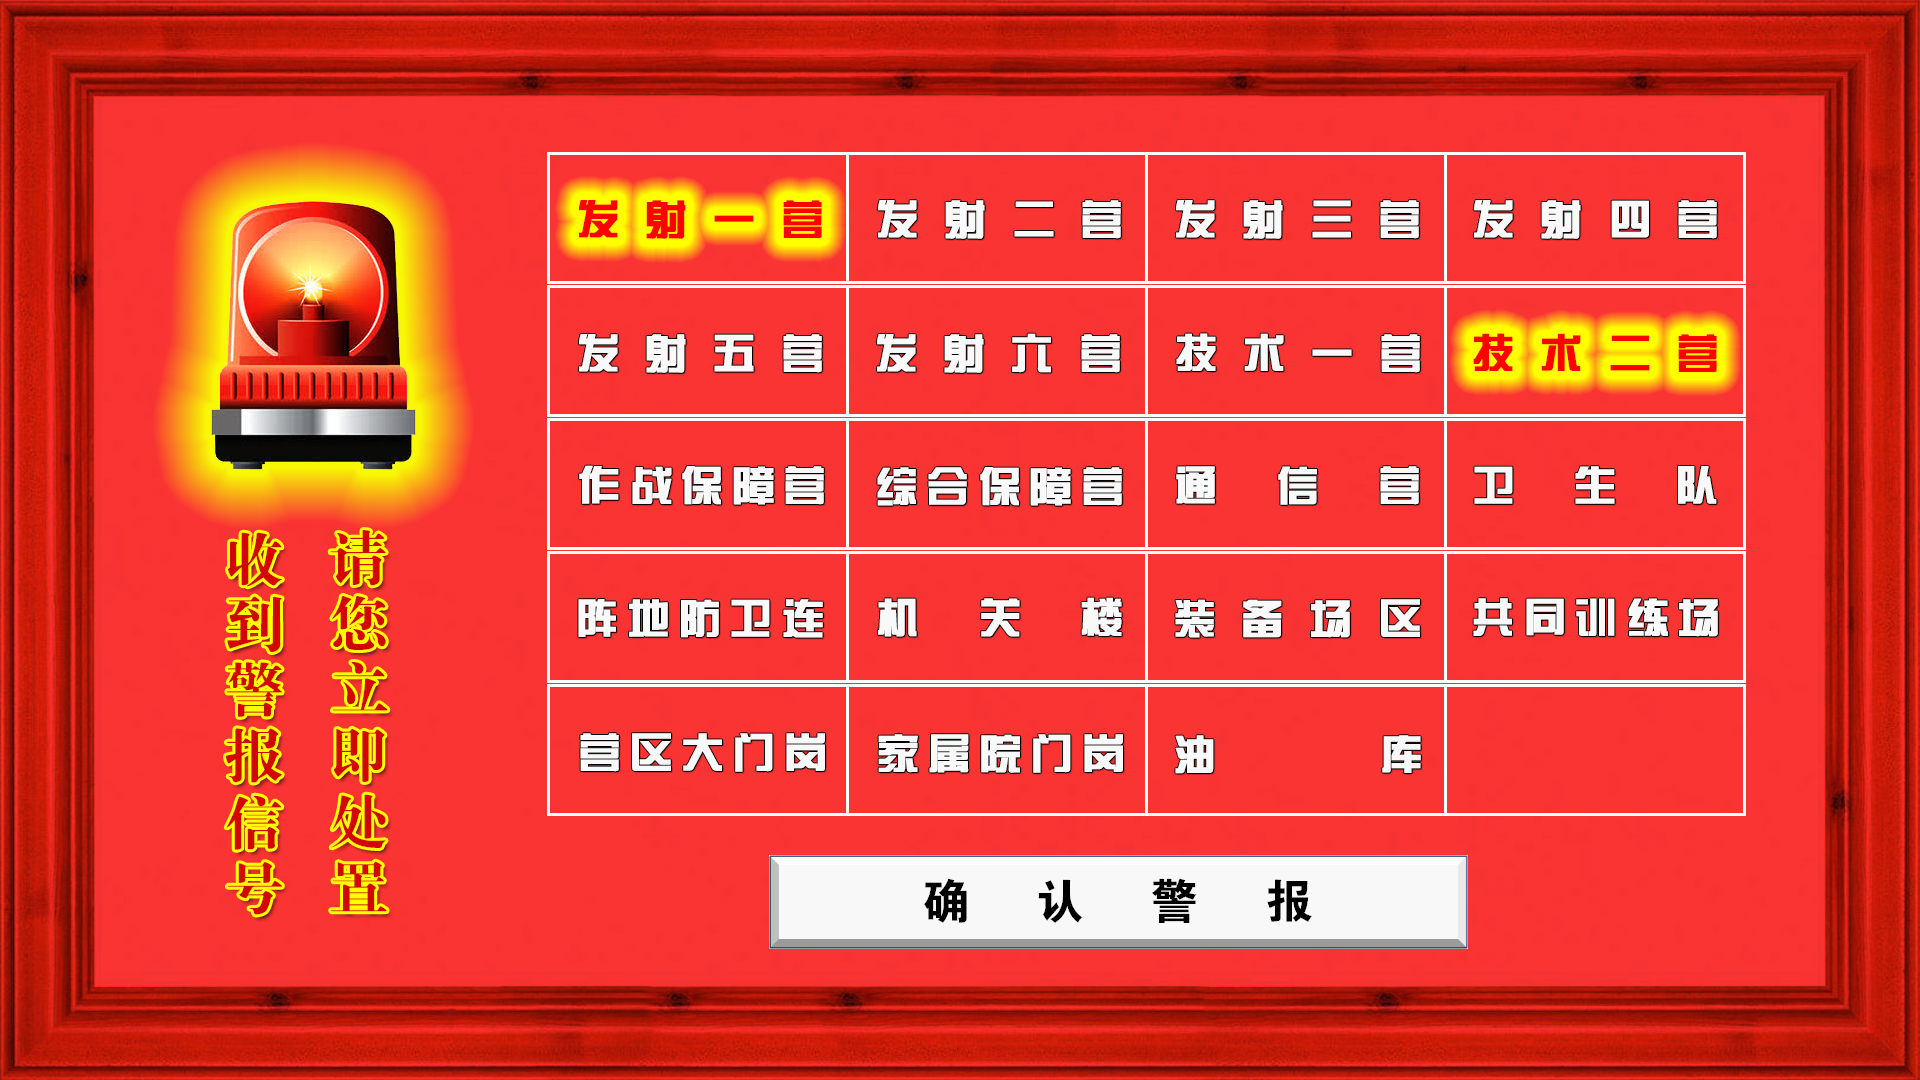 收到警报信号
请您立即处置
发射一营
发射二营
发射三营
发射四营
发射五营
发射六营
技术一营
技术二营
作战保障营
综合保障营
通信营
卫生队
阵地防卫连
机关楼
装备场区
共同训练场
营区大门岗
家属院门岗
油库
确认警报